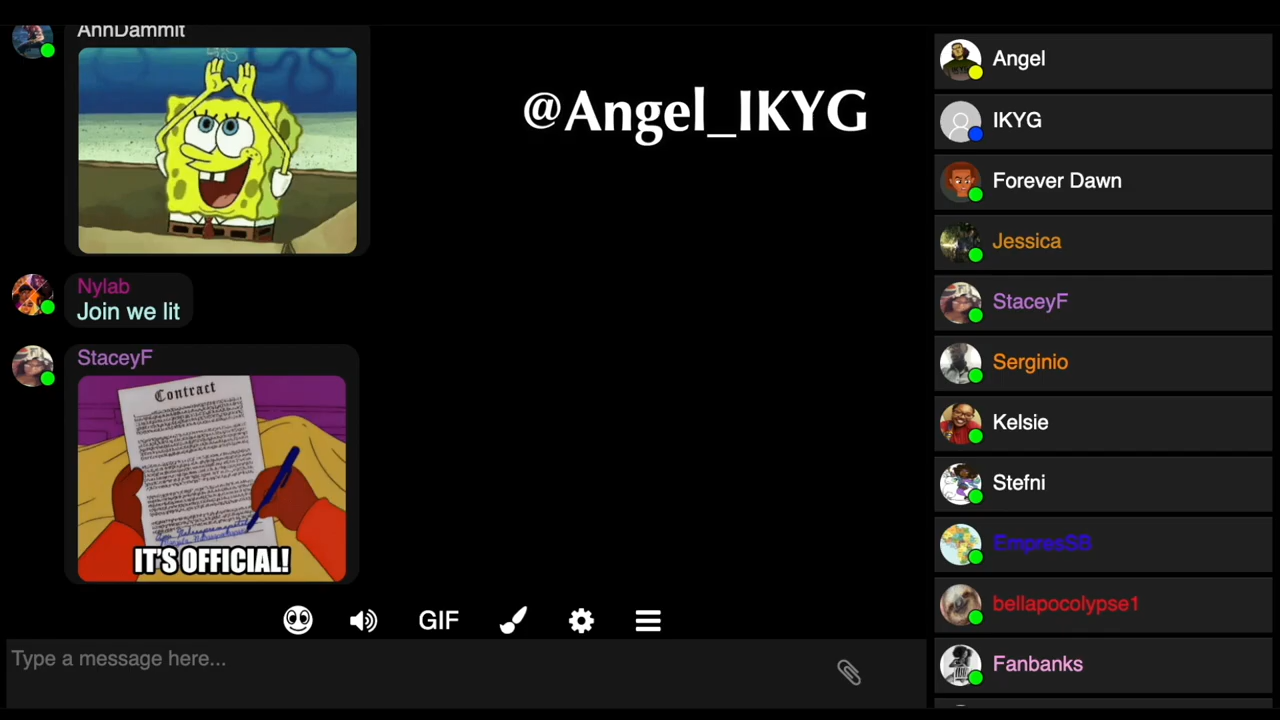 AnnDammit
@Angel_IKYG
Nylab
Join we lit
StaceyF
Contract
IT'S OFFICIAL!
GIF
Type a message here...
Angel
IKYG
Forever Dawn
Jessica
StaceyF
Serginio
Kelsie
Stefni
EmpresSB
bellapocolypse1
Fanbanks